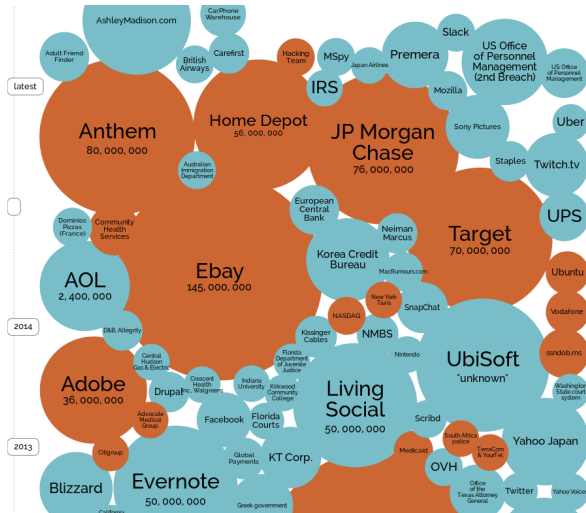 AshleyMadison.com
CarPhone
Warehouse
Slack
Adult Friend
Finder
British
Airways
Carefirst
Hacking
Team
MSpy
Japan Airlines
Premera
US Office
of Personnel
Management
(2nd Breach)
US Office
of Personnel
Management
latest
IRS
Mozilla
Anthem
80, 000, 000
Home Depot
56, 000, 000
JP Morgan
Chase
76, 000, 000
Sony Pictures
Uber
Staples
Twitch.tv
Australian
Immigration
Department
European
Central
Bank
UPS
Dominios
Pizzas
(France)
Community
Health
Services
Neiman
Marcus
Target
70, 000, 000
Korea Credit
Bureau
MacRumours.com
AOL
2, 400, 000
Ebay
145, 000, 000
Ubuntu
New York
Taxis
SnapChat
NASDAQ
Vodafone
2014
D&B, Altegrity
Kissinger
Cables
NMBS
Nintendo
UbiSoft
"unknown"
ssndob.ms
Central
Hudson
Gas & Electric
Florida
Department
of Juvenile
Justice
Adobe
36, 000, 000
Drupal
Crescent
Health
Inc., Walgreens
Indiana
University
Kirkwood
Community
College
Living
Social
50, 000, 000
Washington
State court
system
Advocate
Medical
Group
Facebook
Florida
Courts
Scribd
2013
Citigroup
Global
Payments
KT Corp.
Medicaid
South Africa
police
TerraCom
& YourTel
Yahoo Japan
OVH
Blizzard
Evernote
50, 000, 000
Greek government
Office
of the
Texas Attorney
General
Twitter
Yahoo Voices
California